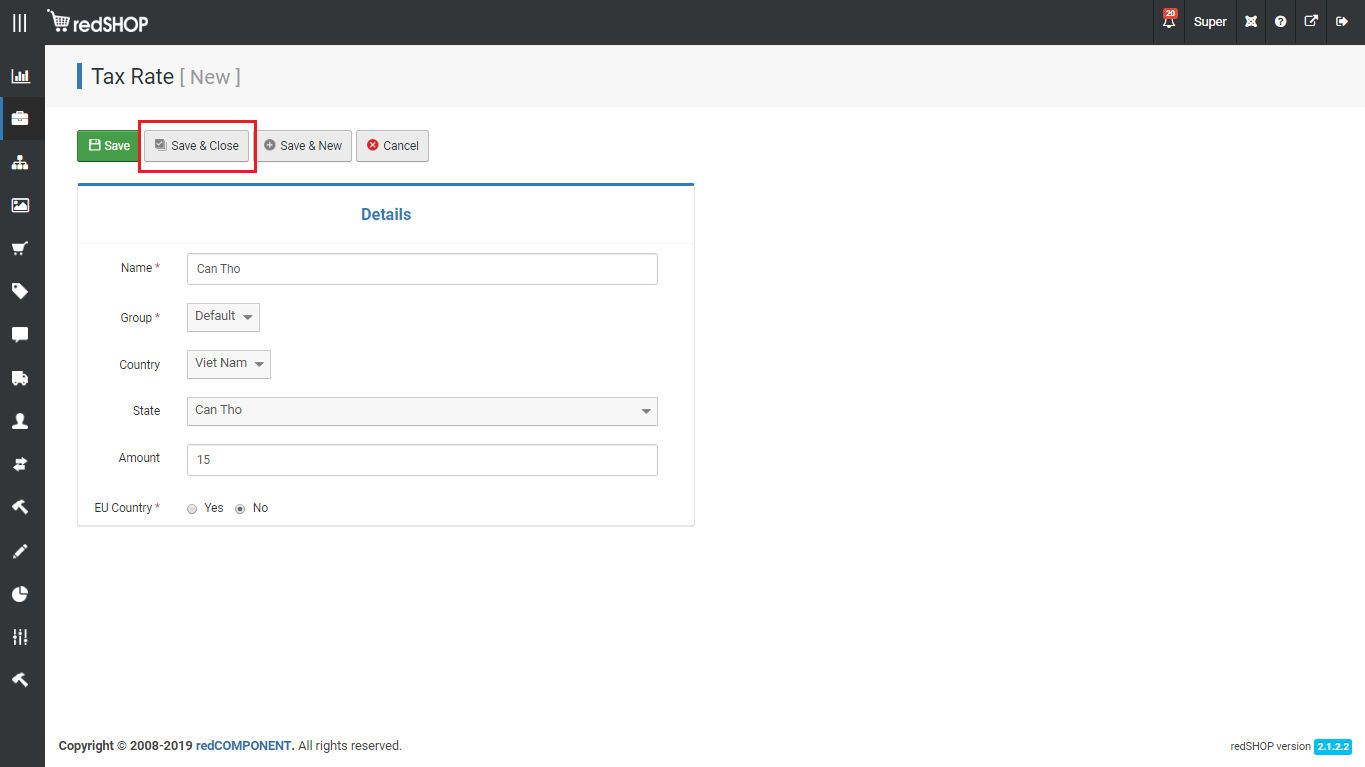 redSHOP
20
Super
Tax Rate [ New ]
Save
Save & Close
Save & New
Cancel
Details
Name *
Can Tho
Group *
Default
Country
Viet Nam
State
Can Tho
Amount
15
EU Country *
Yes
No
Copyright © 2008-2019 redCOMPONENT. All rights reserved.
redSHOP version 2.1.2.2